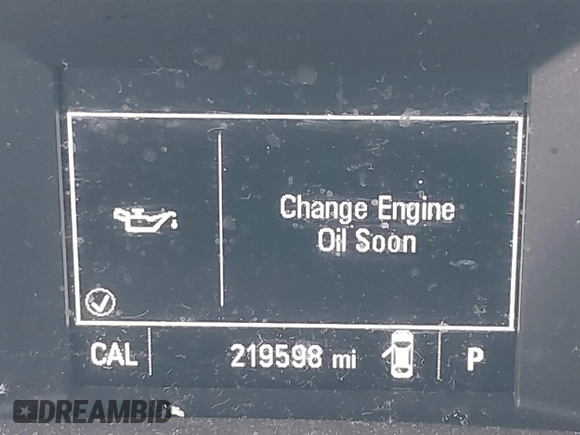 Change Engine
Oil Soon
CAL 219598 mi P
DREAMBID